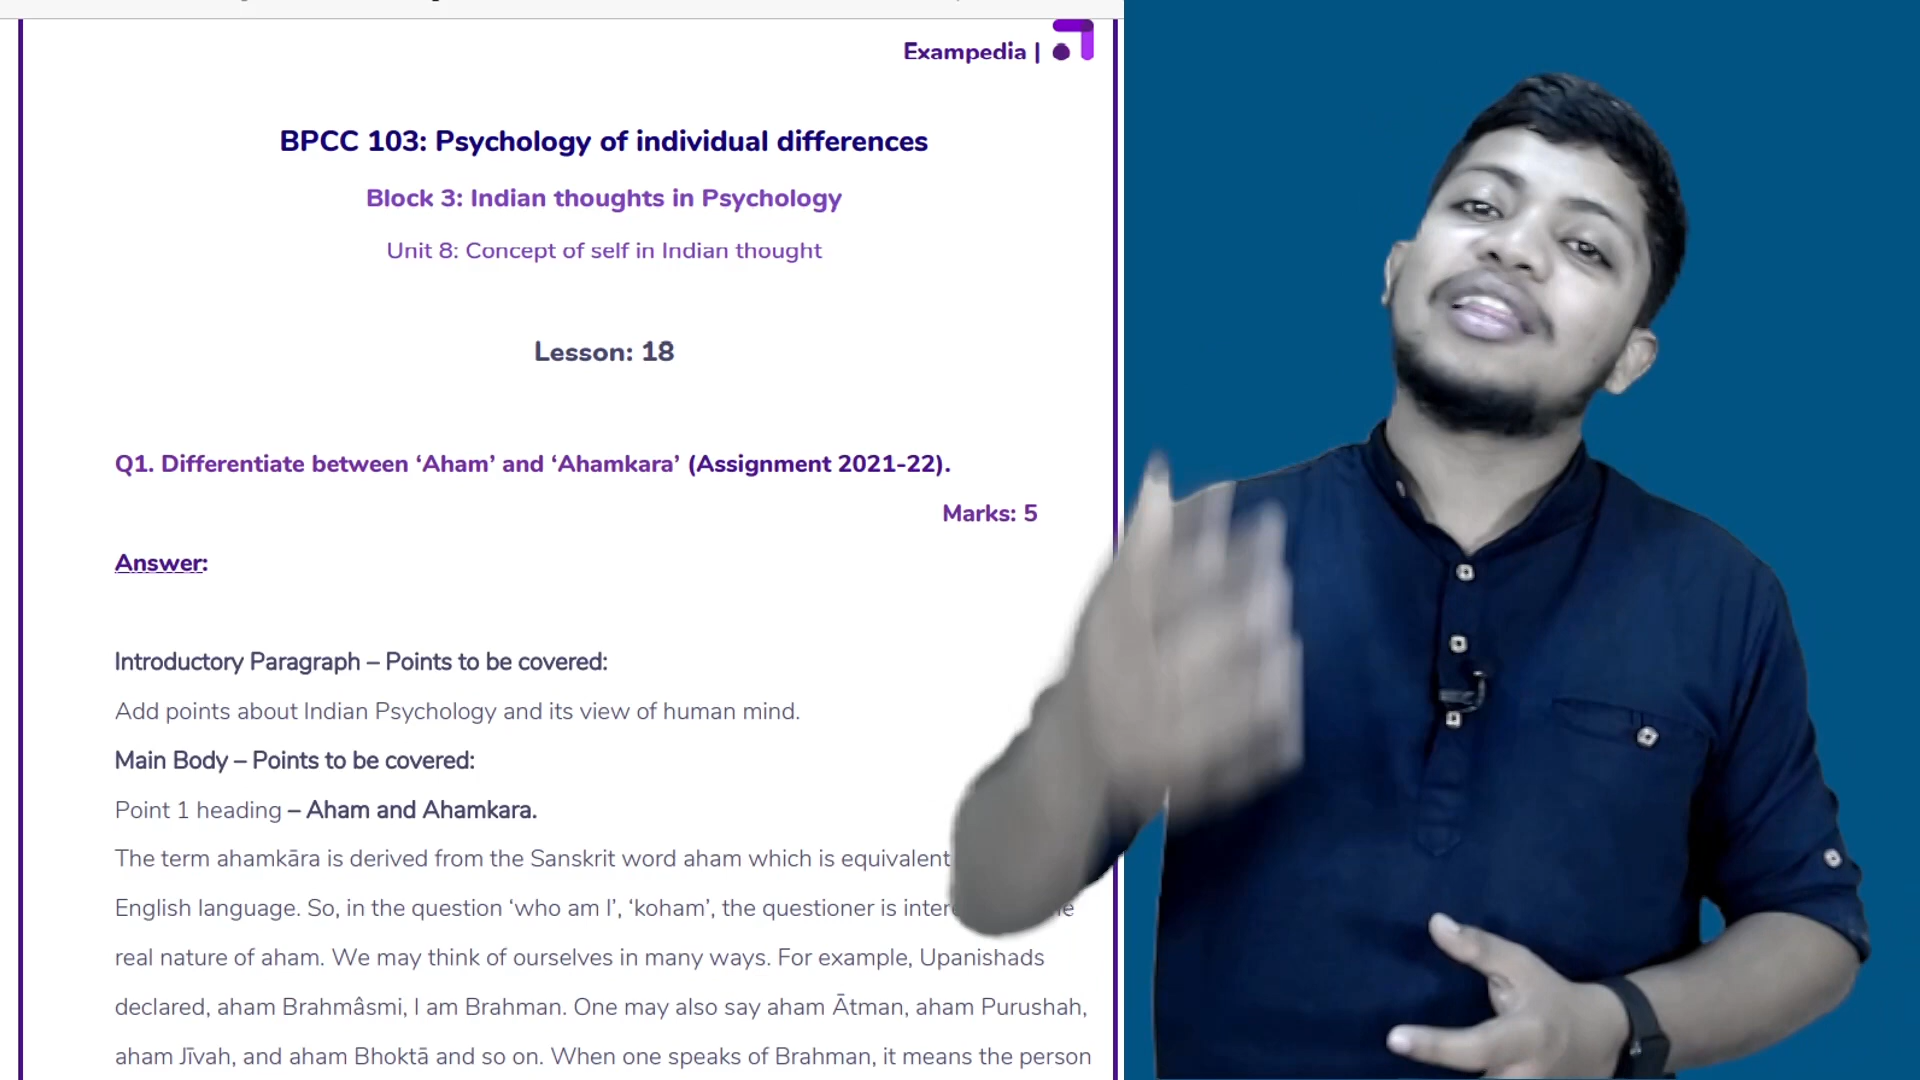 Exampedia |
BPCC 103: Psychology of individual differences
Block 3: Indian thoughts in Psychology
Unit 8: Concept of self in Indian thought
Lesson: 18
Q1. Differentiate between ‘Aham’ and ‘Ahamkara’ (Assignment 2021-22).
Marks: 5
Answer:
Introductory Paragraph – Points to be covered:
Add points about Indian Psychology and its view of human mind.
Main Body – Points to be covered:
Point 1 heading – Aham and Ahamkara.
The term ahamkāra is derived from the Sanskrit word aham which is equivalent
English language. So, in the question ‘who am I’, ‘koham’, the questioner is
real nature of aham. We may think of ourselves in many ways. For example, Upanishads
declared, aham Brahmâsmi, I am Brahman. One may also say aham Ātman, aham Purushah,
aham Jīvah, and aham Bhoktā and so on. When one speaks of Brahman, it means the person